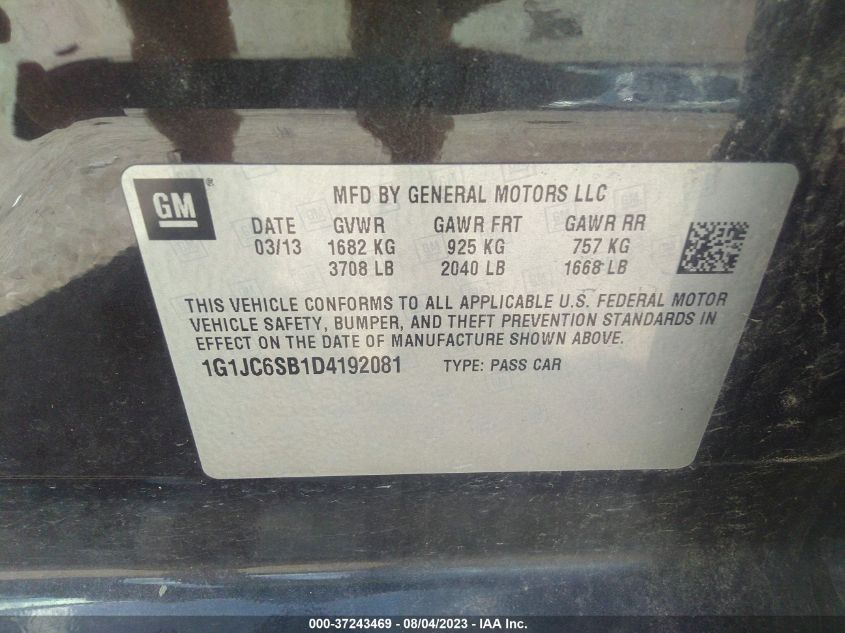 GM®
MFD BY GENERAL MOTORS LLC
DATE GVWR GAWR FRT GAWR RR
03/13 1682 KG 925 KG 757 KG
3708 LB 2040 LB 1668 LB
THIS VEHICLE CONFORMS TO ALL APPLICABLE U.S. FEDERAL MOTOR
VEHICLE SAFETY, BUMPER, AND THEFT PREVENTION STANDARDS IN
EFFECT ON THE DATE OF MANUFACTURE SHOWN ABOVE.
1G1JC6SB1D4192081 TYPE: PASS CAR
000-37243469 - 08/04/2023 - IAA Inc.